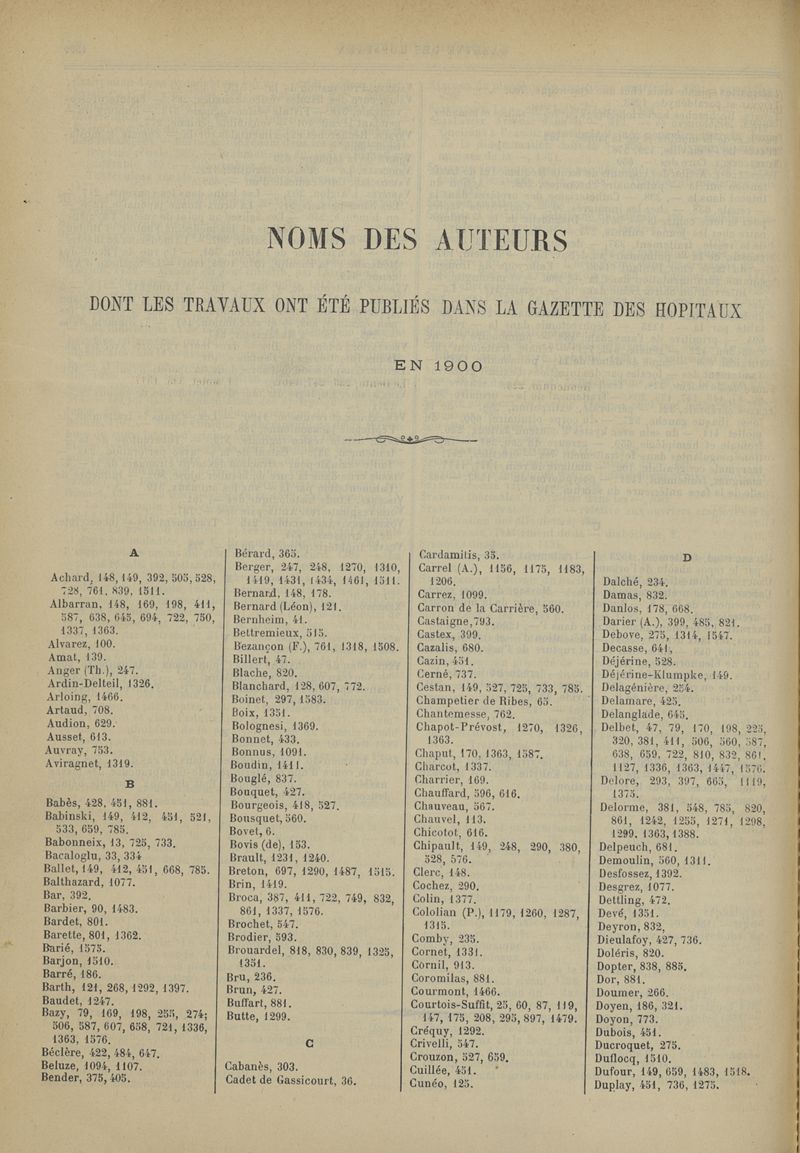 NOMS DES AUTEURS
DONT LES TRAVAUX ONT ÉTÉ PUBLIÉS DANS LA GAZETTE DES HOPITAUX
EN 1900
A
Achard, 148, 149, 392, 505, 528,
728, 761, 839, 1511.
Albarran, 148, 169, 198, 411,
587, 638, 645, 694, 722, 750,
1337, 1363.
Alvarez, 100.
Amat, 139.
Anger (Th.), 247.
Ardin-Delteil, 1326.
Arloing, 1466.
Artaud, 708.
Audion, 629.
Ausset, 613.
Auvray, 753.
Aviragnet, 1319.
B
Babès, 428, 451, 881.
Babinski, 149, 412, 451, 521,
533, 659, 785.
Babonneix, 13, 725, 733.
Bacaloglu, 33, 334
Ballet, 149, 412, 451, 668, 785.
Balthazard, 1077.
Bar, 392.
Barbier, 90, 1483.
Bardet, 801.
Barette, 801, 1362.
Barié, 1575.
Barjon, 1510.
Barré, 186.
Barth, 121, 268, 1292, 1397.
Baudet, 1247.
Bazy, 79, 169, 198, 255, 274;
506, 587, 607, 658, 721, 1336,
1363, 1576.
Béclère, 422, 484, 647.
Beluze, 1094, 1107.
Bender, 375, 405.
Bérard, 365.
Berger, 247, 248, 1270, 1310,
1419, 1431, 1434, 1461, 1511.
Bernard, 148, 178.
Bernard (Léon), 121.
Bernheim, 41.
Bettremieux, 515.
Bezançon (F.), 761, 1318, 1508.
Billert, 47.
Blache, 820.
Blanchard, 128, 607, 772.
Boinet, 297, 1583.
Boix, 1351.
Bolognesi, 1369.
Bonnet, 433.
Bonnus, 1091.
Boudin, 1411.
Bouglé, 837.
Bouquet, 427.
Bourgeois, 418, 527.
Bousquet, 560.
Bovet, 6.
Bovis (de), 153.
Brault, 1231, 1240.
Breton, 697, 1290, 1487, 1515.
Brin, 1419.
Broca, 387, 411, 722, 749, 832,
861, 1337, 1576.
Brochet, 547.
Brodier, 593.
Brouardel, 818, 830, 839, 1325,
1351.
Bru, 236.
Brun, 427.
Buffart, 881.
Butte, 1299.
C
Cabanès, 303.
Cadet de Gassicourt, 36.
Cardamitis, 35.
Carrel (A.), 1156, 1175, 1183,
1206.
Carrez, 1099.
Carron de la Carrière, 560.
Castaigne, 793.
Castex, 399.
Cazalis, 680.
Cazin, 451.
Cerné, 737.
Cestan, 149, 527, 725, 733, 785.
Champetier de Ribes, 65.
Chantemesse, 762.
Chapot-Prévost, 1270, 1326,
1363.
Chaput, 170, 1363, 1587.
Charcot, 1337.
Charrier, 169.
Chauffard, 596, 616.
Chauveau, 567.
Chauvel, 113.
Chicotot, 616.
Chipault, 149, 248, 290, 380,
528, 576.
Clerc, 148.
Cochez, 290.
Colin, 1377.
Cololian (P.), 1179, 1260, 1287,
1315.
Comby, 235.
Cornet, 1331.
Cornil, 913.
Coromilas, 881.
Courmont, 1466.
Courtois-Suffit, 25, 60, 87, 119,
147, 175, 208, 295, 897, 1479.
Créquy, 1292.
Crivelli, 547.
Crouzon, 527, 659.
Cuillée, 451.
Cunéo, 125.
D
Dalché, 234.
Damas, 832.
Danlos, 178, 668.
Darier (A.), 399, 485, 821.
Debove, 275, 1314, 1547.
Decasse, 641.
Déjérine, 528.
Déjérine-Klumpke, 149.
Delagénière, 254.
Delamare, 425.
Delanglade, 645.
Delbet, 47, 79, 170, 198, 225,
320, 381, 411, 506, 560, 587,
638, 659, 722, 810, 832, 861,
1127, 1336, 1363, 1447, 1576.
Delore, 293, 397, 665, 1119,
1375.
Delorme, 381, 548, 785, 820,
861, 1242, 1255, 1271, 1298,
1299, 1363, 1388.
Delpeuch, 681.
Demoulin, 560, 1311.
Desfossez, 1392.
Desgrez, 1077.
Dettling, 472.
Devé, 1351.
Deyron, 832,
Dieulafoy, 427, 736.
Doléris, 820.
Dopter, 838, 885.
Dor, 881.
Doumer, 266.
Doyen, 186, 321.
Doyon, 773.
Dubois, 451.
Ducroquet, 275.
Duflocq, 1510.
Dufour, 149, 659, 1483, 1518.
Duplay, 451, 736, 1275.